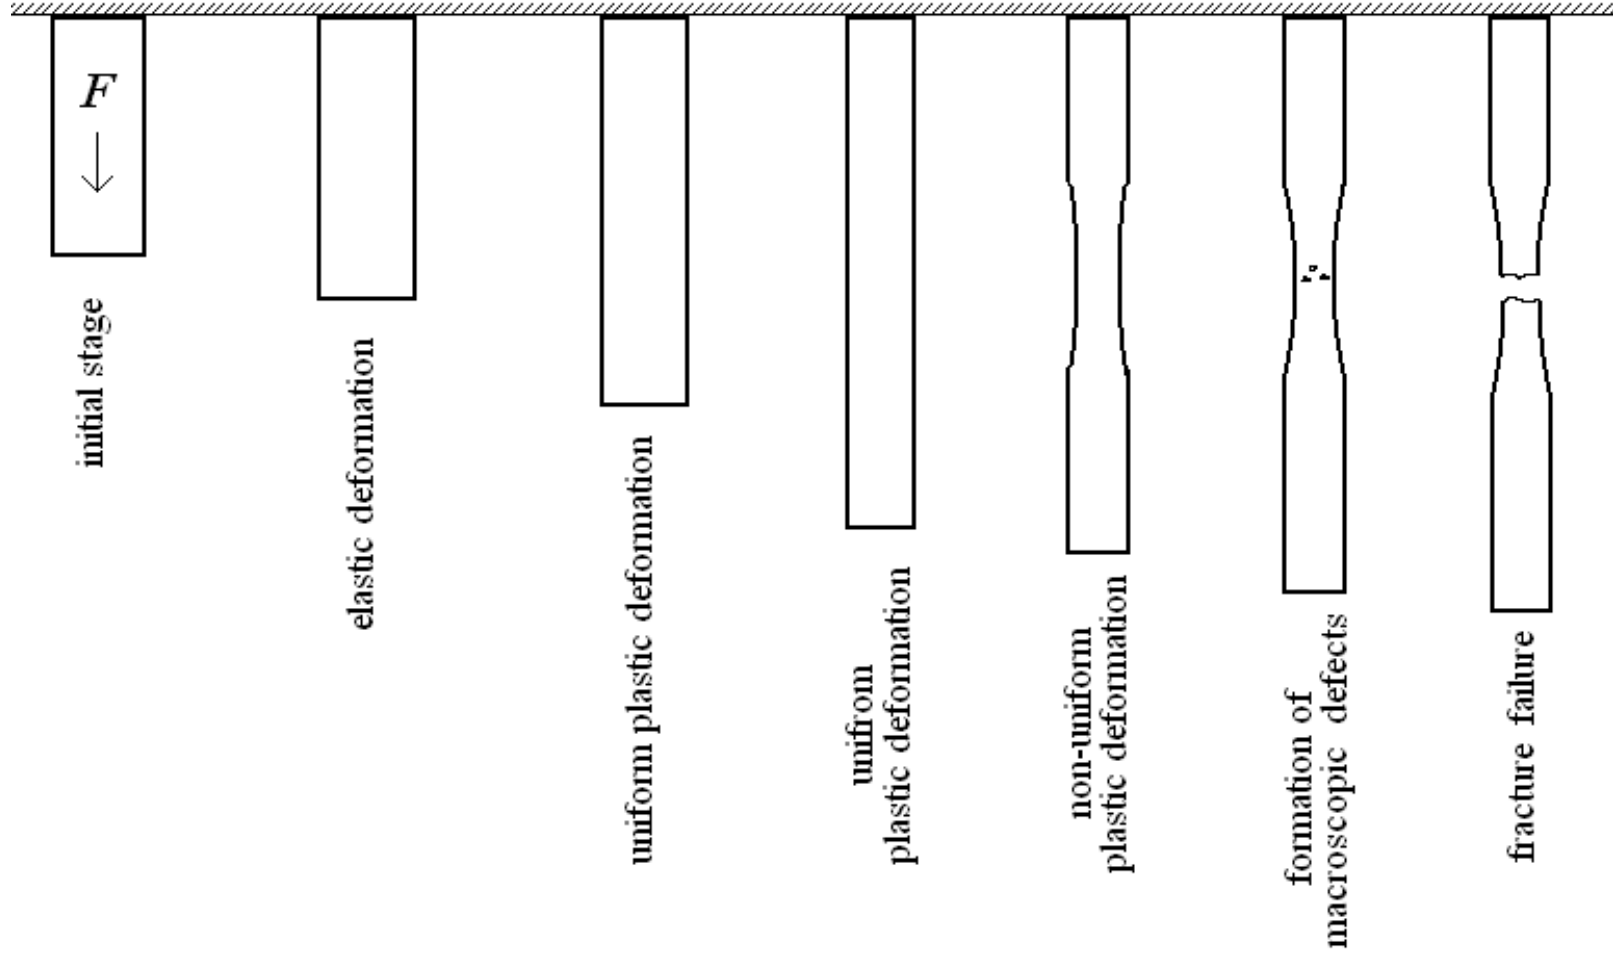 F
initial stage
elastic deformation
uniform plastic deformation
unifrom
plastic deformation
non-uniform
plastic deformation
formation of
macroscopic defects
fracture failure